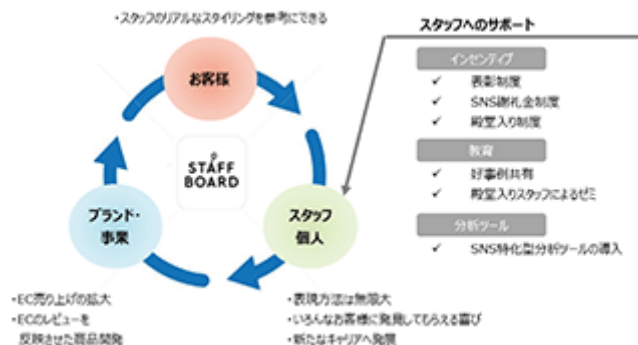 ・スタッフのリアルなスタイリングを参考にできる
お客様
STAFF
BOARD
ブランド・
事業
スタッフ
個人
・EC売り上げの拡大
・ECのレビューを
反映させた商品開発
・表現方法は無限大
・いろんなお客様に発見してもらえる喜び
・新たなキャリアへ発展
スタッフへのサポート
インセンティブ
✓ 表彰制度
✓ SNS謝礼金制度
✓ 殿堂入り制度
教育
✓ 好事例共有
✓ 殿堂入りスタッフによるゼミ
分析ツール
✓ SNS特化型分析ツールの導入